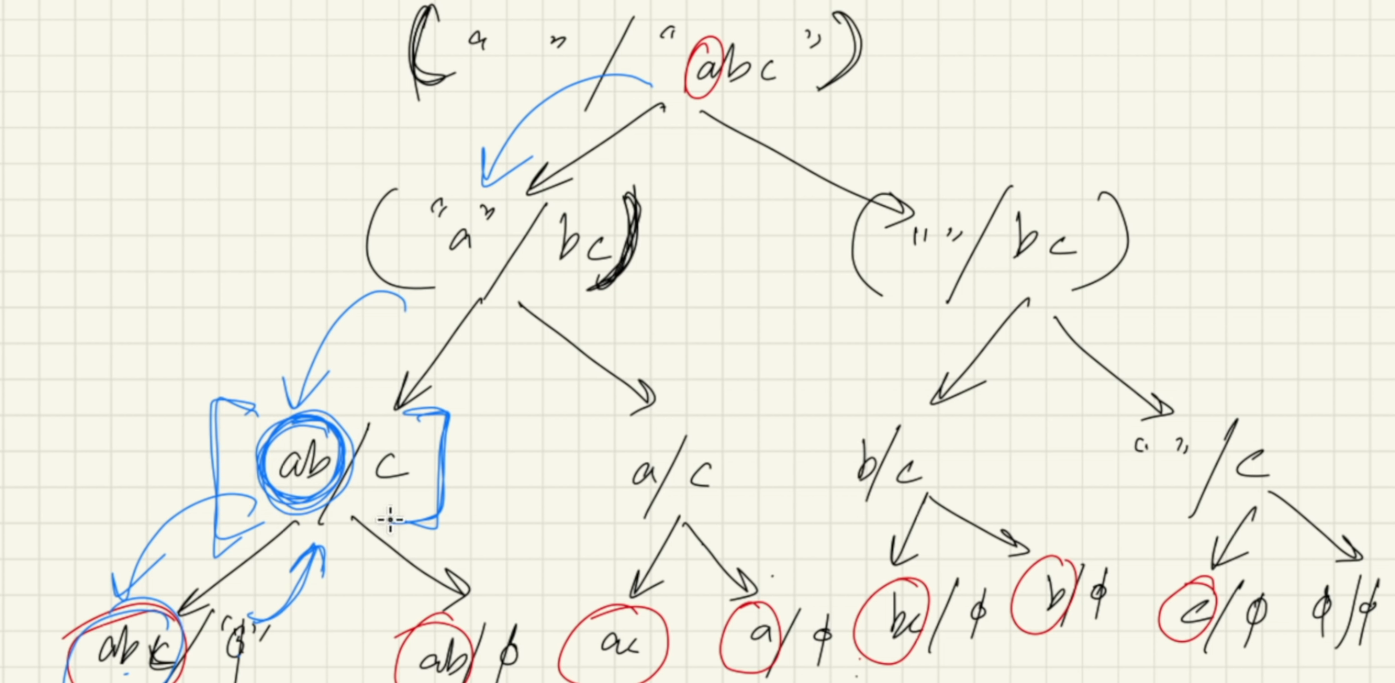 ( " " / " abc " )
( "a" / bc ) ( " " / bc )
ab / c a/c b/c " " / c
abc / "ϕ" ab/ϕ ac a/ϕ bc/ϕ b/ϕ c/ϕ ϕ/ϕ